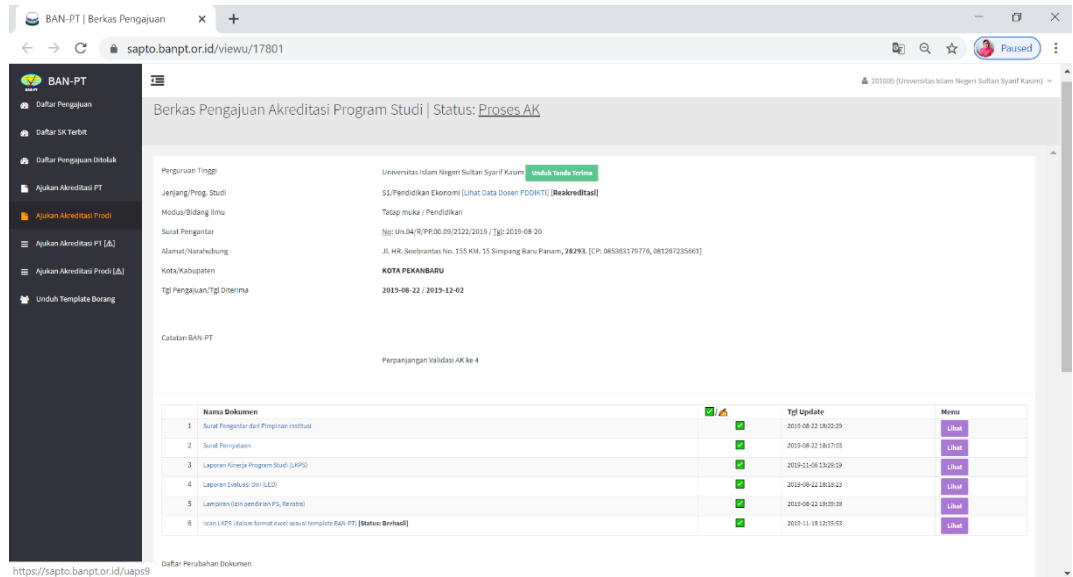 BAN-PT | Berkas Pengajuan
sapto.banpt.or.id/viewu/17801
Paused
BAN-PT
201005 (Universitas Islam Negeri Sultan Syarif Kasim)
Daftar Pengajuan
Daftar SK Terbit
Daftar Pengajuan Ditolak
Ajukan Akreditasi PT
Ajukan Akreditasi Prodi
Ajukan Akreditasi PT [⚠]
Ajukan Akreditasi Prodi [⚠]
Unduh Template Borang
Berkas Pengajuan Akreditasi Program Studi | Status: Proses AK
Perguruan Tinggi Universitas Islam Negeri Sultan Syarif Kasim Unduh Tanda Terima
Jenjang/Prog. Studi S1/Pendidikan Ekonomi [Lihat Data Dosen PDDIKTI] [Reakreditasi]
Modus/Bidang Ilmu Tatap muka / Pendidikan
Surat Pengantar No: Un.04/R/PP.00.09/2122/2019 / Tgl: 2019-08-20
Alamat/Narahubung Jl. HR. Soebrantas No. 155 KM. 15 Simpang Baru Panam, 28293. [CP: 085363179776, 081267235661]
Kota/Kabupaten KOTA PEKANBARU
Tgl Pengajuan/Tgl Diterima 2019-08-22 / 2019-12-02
Catatan BAN-PT
Perpanjangan Validasi AK ke 4
Nama Dokumen ✅/✍ Tgl Update Menu
1 Surat Pengantar dari Pimpinan Institusi ✅ 2019-08-22 18:22:29 Lihat
2 Surat Pernyataan ✅ 2019-08-22 18:17:03 Lihat
3 Laporan Kinerja Program Studi (LKPS) ✅ 2019-11-06 13:29:19 Lihat
4 Laporan Evaluasi Diri (LED) ✅ 2019-08-22 18:18:23 Lihat
5 Lampiran (Izin pendirian PS, Renstra) ✅ 2019-08-22 19:39:39 Lihat
6 Isian LKPS (dalam format excel sesuai template BAN-PT) [Status: Berhasil] ✅ 2019-11-18 12:35:53 Lihat
Daftar Perubahan Dokumen
https://sapto.banpt.or.id/uaps9